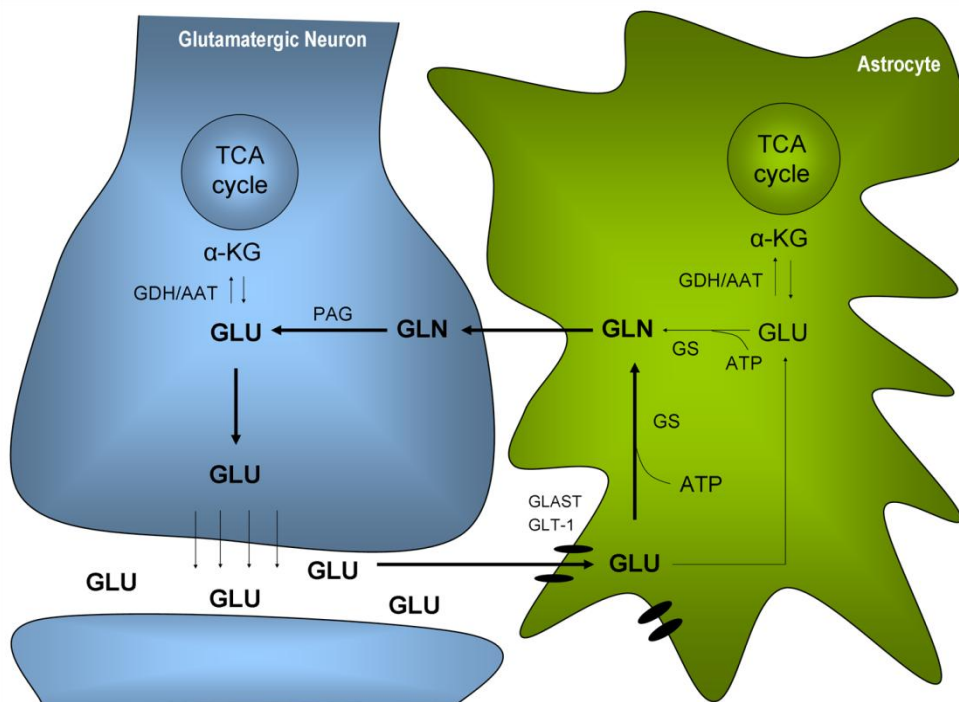 Glutamatergic Neuron
Astrocyte
TCA
cycle
α-KG
GDH/AAT
GLU
PAG
GLN
GLU
GLU
GLU
GLU
GLU
TCA
cycle
α-KG
GDH/AAT
GLN
GLU
GS
ATP
GS
ATP
GLAST
GLT-1
GLU